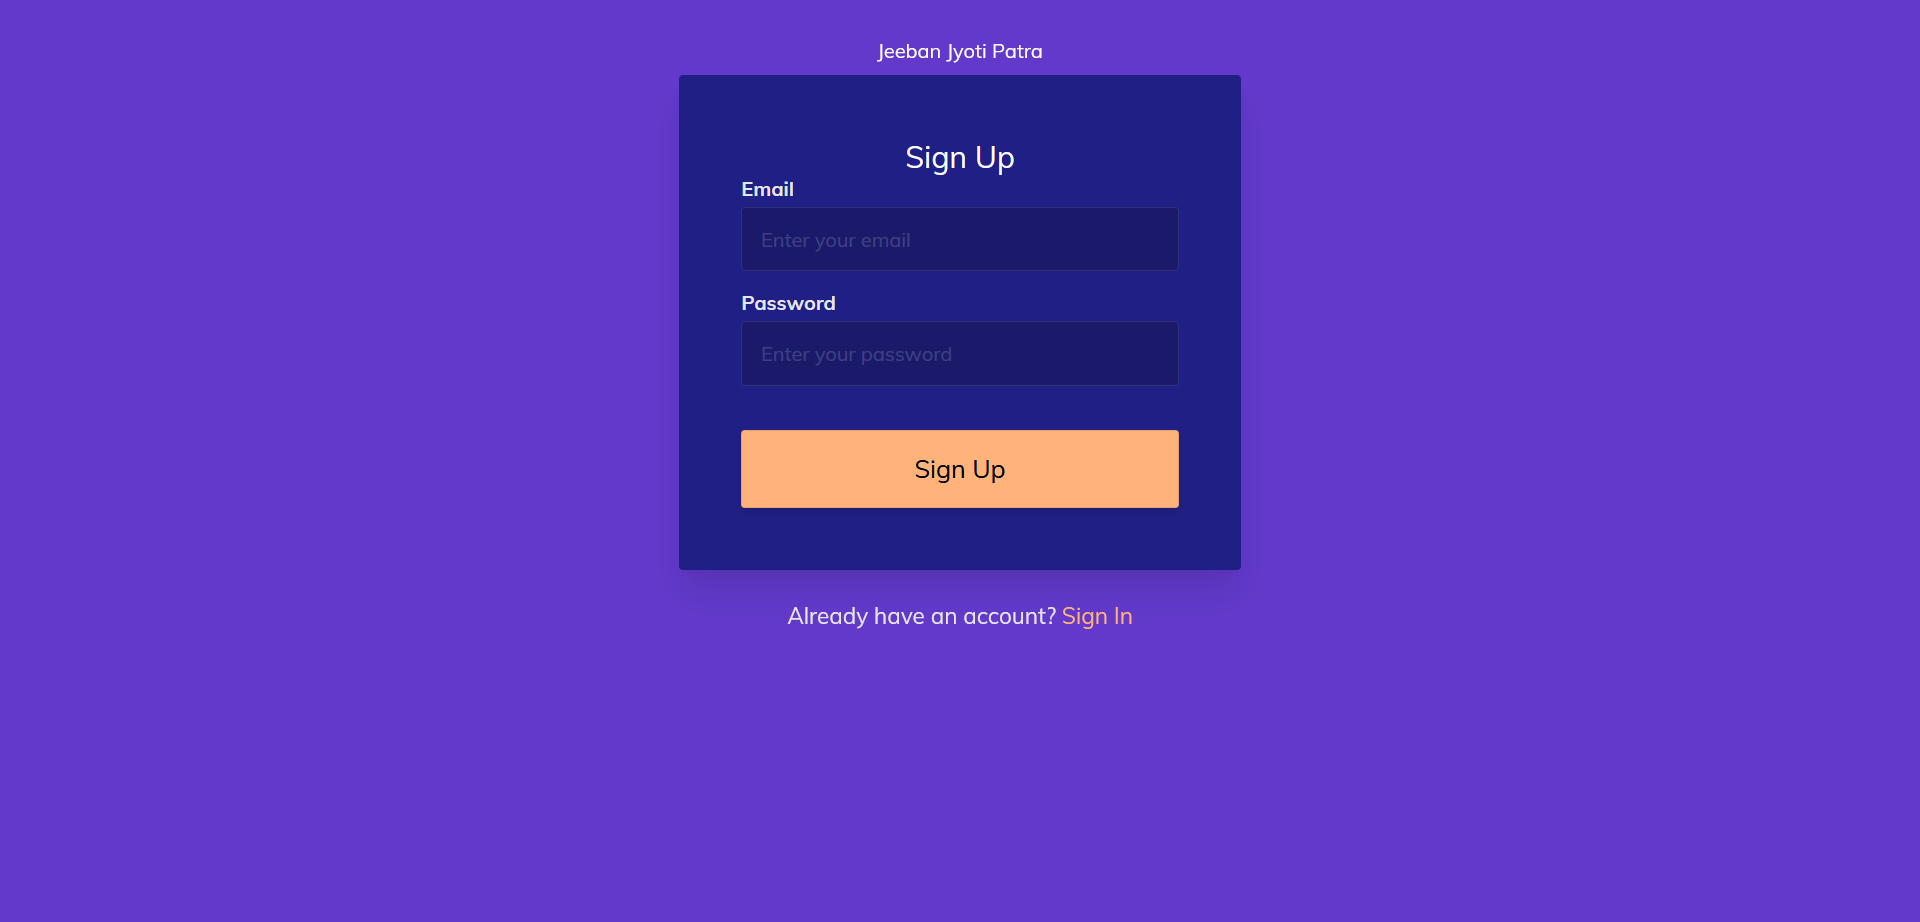 Jeeban Jyoti Patra
Sign Up
Email
Enter your email
Password
Enter your password
Sign Up
Already have an account? Sign In